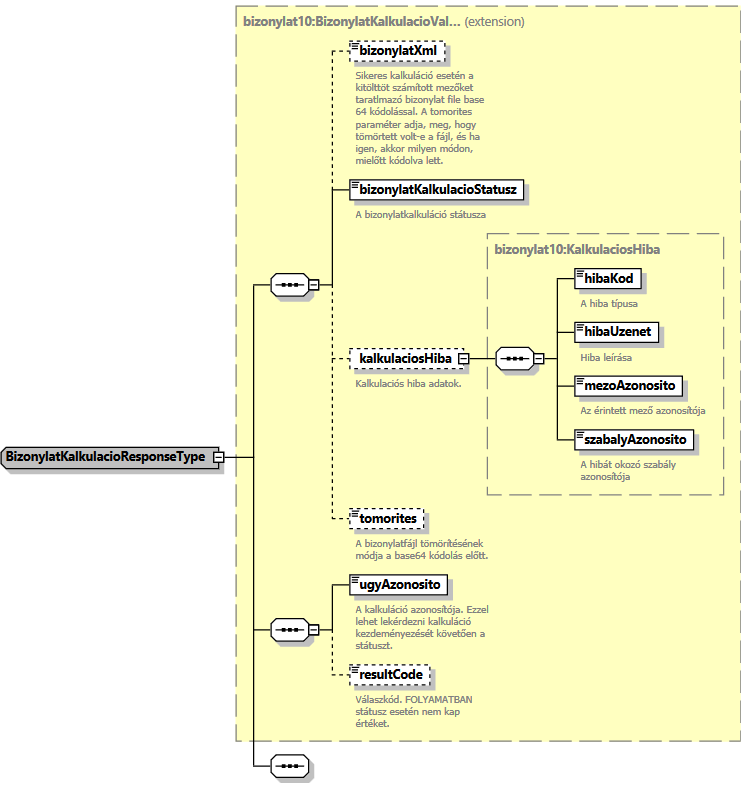 bizonylat10:BizonylatKalkulacioVal... (extension)
bizonylatXml
Sikeres kalkuláció esetén a
kitölttöt számított mezőket
taratlmazó bizonylat file base
64 kódolással. A tomorites
paraméter adja, meg, hogy
tömörtett volt-e a fájl, és ha
igen, akkor milyen módon,
mielőtt kódolva lett.
bizonylatKalkulacioStatusz
A bizonylatkalkuláció státusza
bizonylat10:KalkulaciosHiba
hibaKod
A hiba típusa
hibaUzenet
Hiba leírása
kalkulaciosHiba
Kalkulaciós hiba adatok.
mezoAzonosito
Az érintett mező azonosítója
szabalyAzonosito
A hibát okozó szabály
azonosítója
BizonylatKalkulacioResponseType
tomorites
A bizonylatfájl tömörítésének
módja a base64 kódolás előtt.
ugyAzonosito
A kalkuláció azonosítója. Ezzel
lehet lekérdezni kalkuláció
kezdeményezését követően a
státuszt.
resultCode
Válaszkód. FOLYAMATBAN
státusz esetén nem kap
értéket.